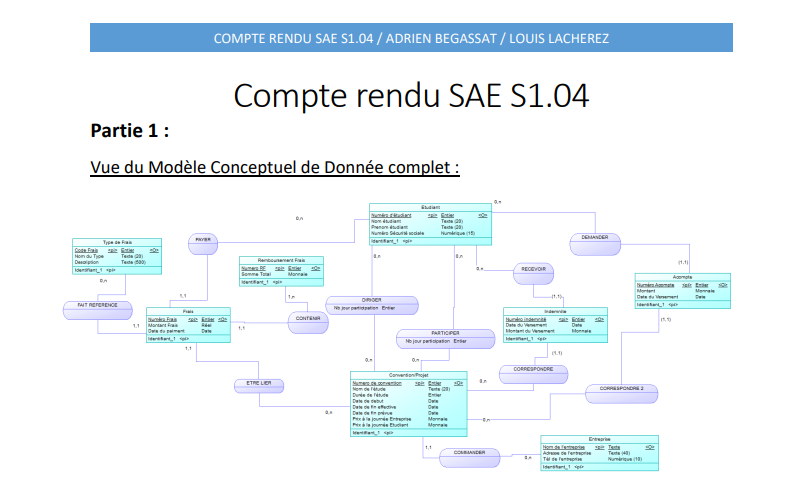 COMPTE RENDU SAE S1.04 / ADRIEN BEGASSAT / LOUIS LACHEREZ
Compte rendu SAE S1.04
Partie 1 :
Vue du Modèle Conceptuel de Donnée complet :
Etudiant
Numéro d'étudiant <pi> Entier <O>
Nom étudiant Texte (20)
Prenom étudiant Texte (20)
Numéro Sécurité sociale Numérique (15)
Identifiant_1 <pi>
0,n
0,n
0,n
0,n
0,n
PAYER
DEMANDER
Type de Frais
Code Frais <pi> Entier <O>
Nom du Type Texte (20)
Description Texte (500)
Identifiant_1 <pi>
Remboursement Frais
Numero RF <pi> Entier <O>
Somme Total Monnaie
Identifiant_1 <pi>
RECEVOIR
(1,1)
Acompte
Numéro Acompte <pi> Entier <O>
Montant Monnaie
Date du Versement Date
Identifiant_1 <pi>
0,n
1,1
1,n
(1,1)
FAIT REFERENCE
DIRIGER
Nb jour participation Entier
1,1
Frais
Numéro Frais <pi> Entier <O>
Montant Frais Réel
Date du paiment Date
Identifiant_1 <pi>
1,1
CONTENIR
Indemnite
Numéro indemnité <pi> Entier <O>
Date du Versement Date
Montant du Versement Monnaie
Identifiant_1 <pi>
(1,1)
PARTICIPER
Nb jour participation Entier
1,1
0,n
0,n
(1,1)
ETRE LIER
0,n
Convention/Projet
Numero de convention <pi> Entier <O>
Nom de l'étude Texte (20)
Durée de l'étude Entier
Date de debut Date
Date de fin effective Date
Date de fin prévue Date
Prix à la journée Entreprise Monnaie
Prix à la journée Etudiant Monnaie
Identifiant_1 <pi>
CORRESPONDRE
0,n
CORRESPONDRE 2
0,n
1,1
COMMANDER
0,n
Entreprise
Nom de l'entreprise <pi> Texte <O>
Adresse de l'entreprise Texte (40)
Tél de l'entreprise Numérique (10)
Identifiant_1 <pi>